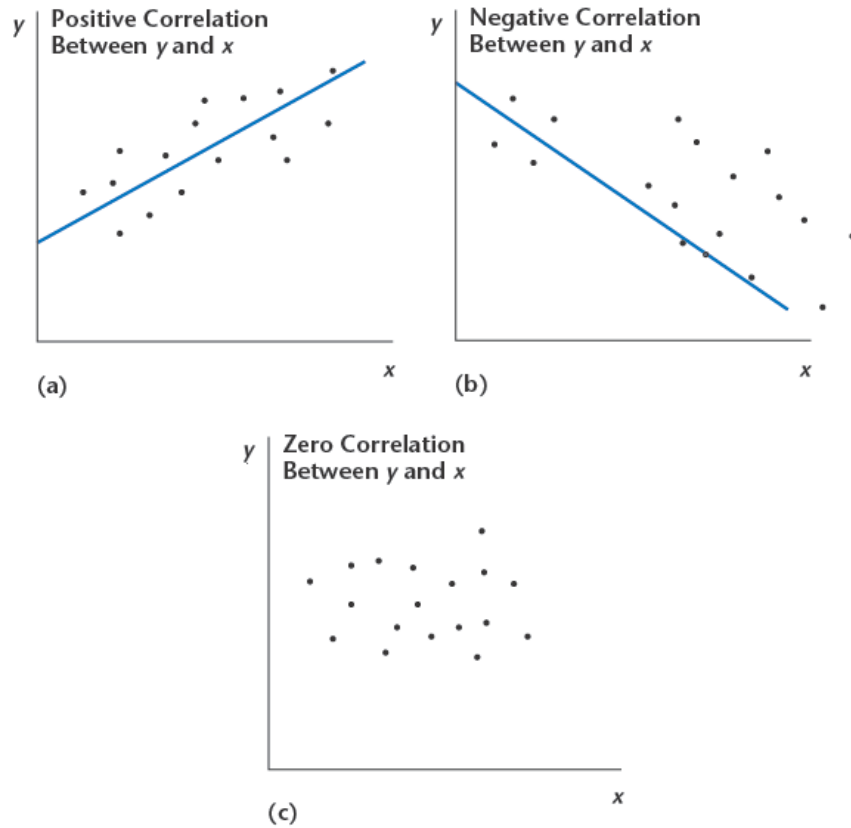 y
Positive Correlation
Between y and x
x
(a)
y
Negative Correlation
Between y and x
x
(b)
y
Zero Correlation
Between y and x
x
(c)